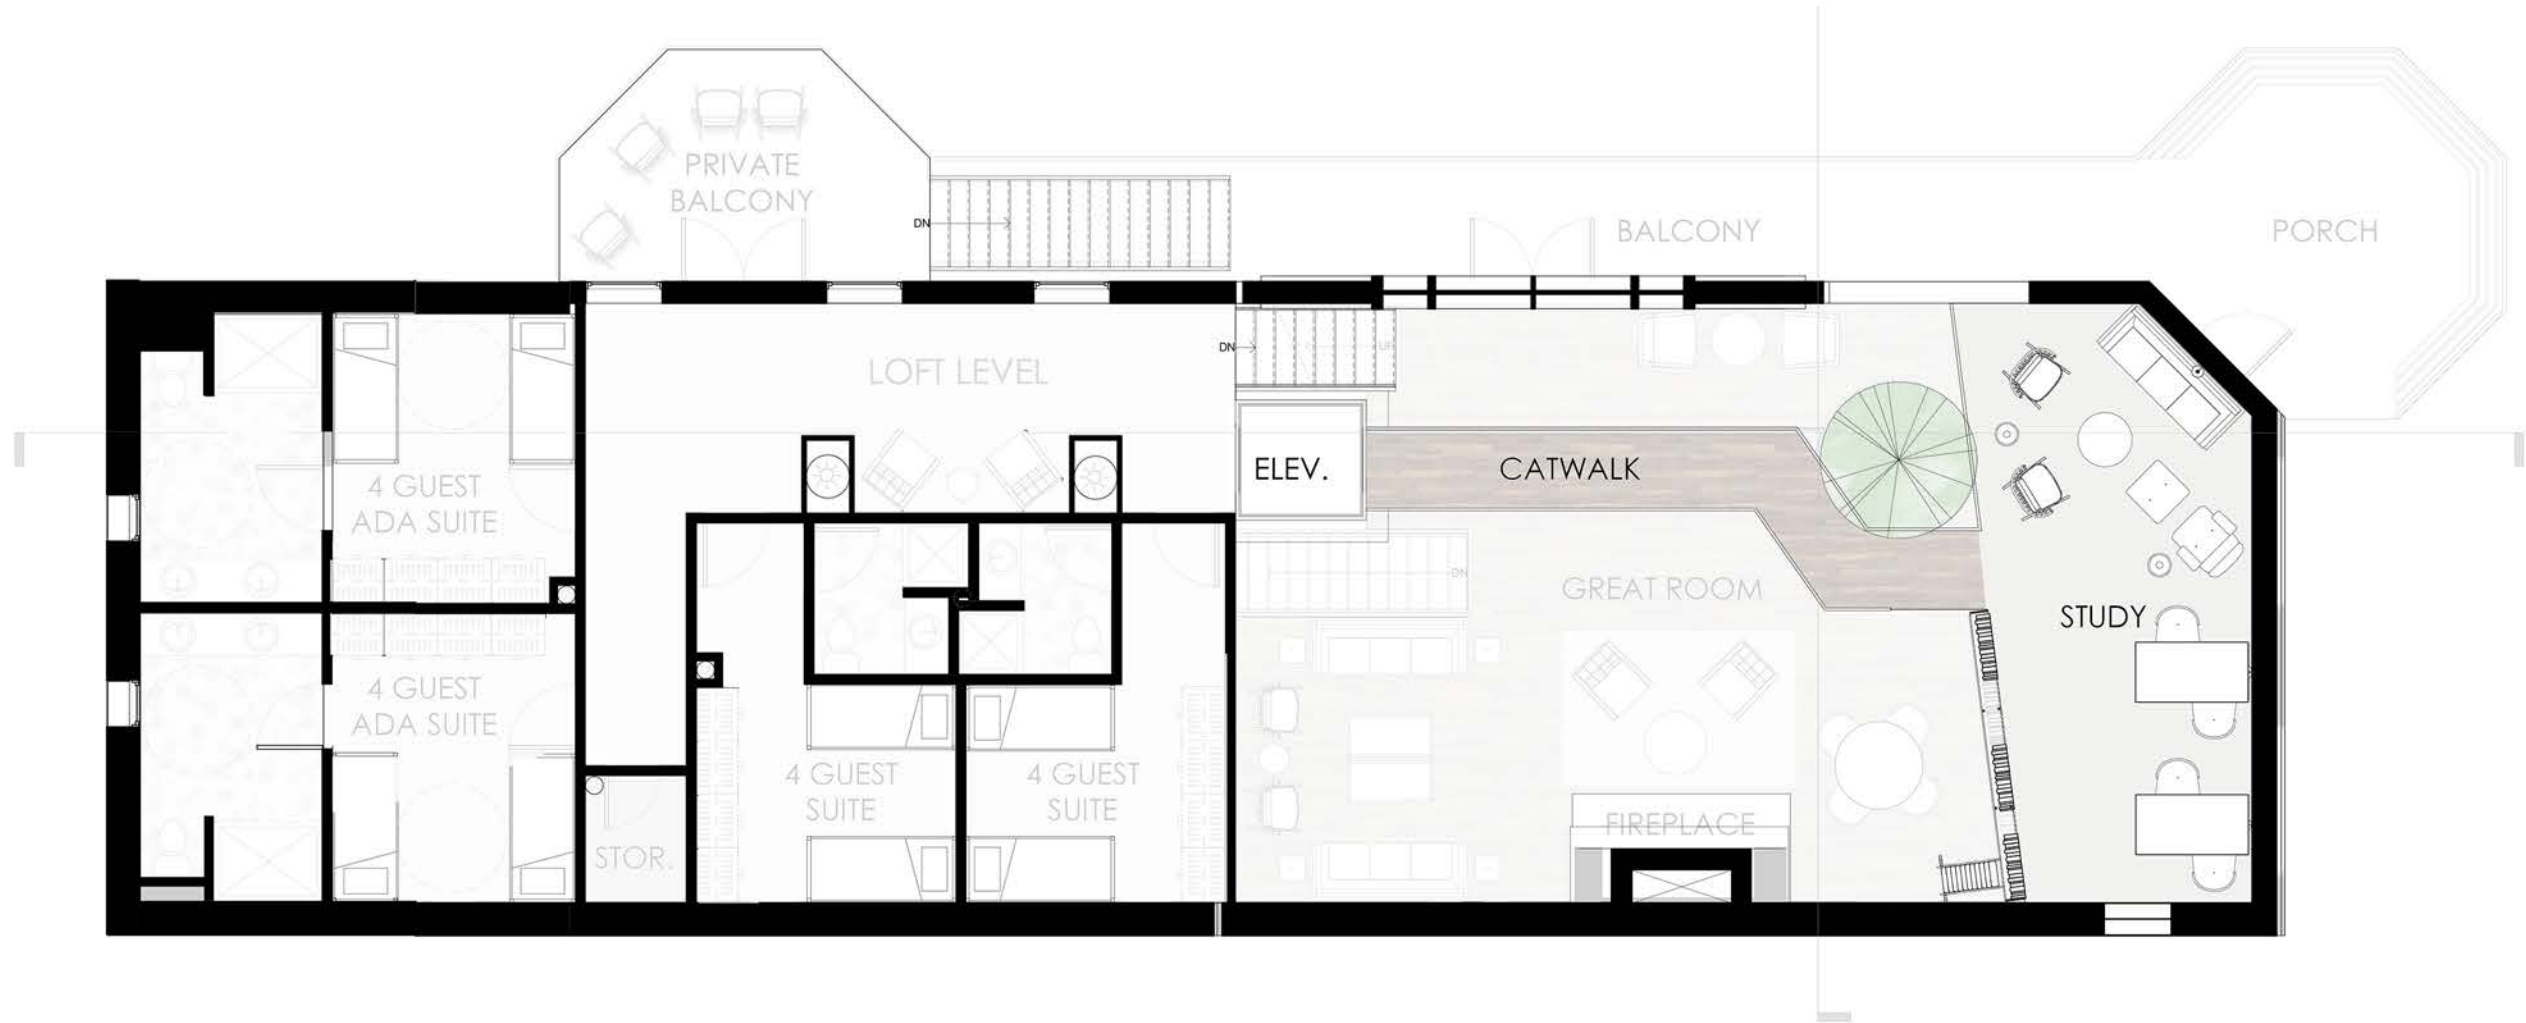 PRIVATE
BALCONY
DN
BALCONY
PORCH
DN
UP
LOFT LEVEL
ELEV.
CATWALK
4 GUEST
ADA SUITE
DN
GREAT ROOM
STUDY
4 GUEST
ADA SUITE
4 GUEST
SUITE
4 GUEST
SUITE
FIREPLACE
STOR.